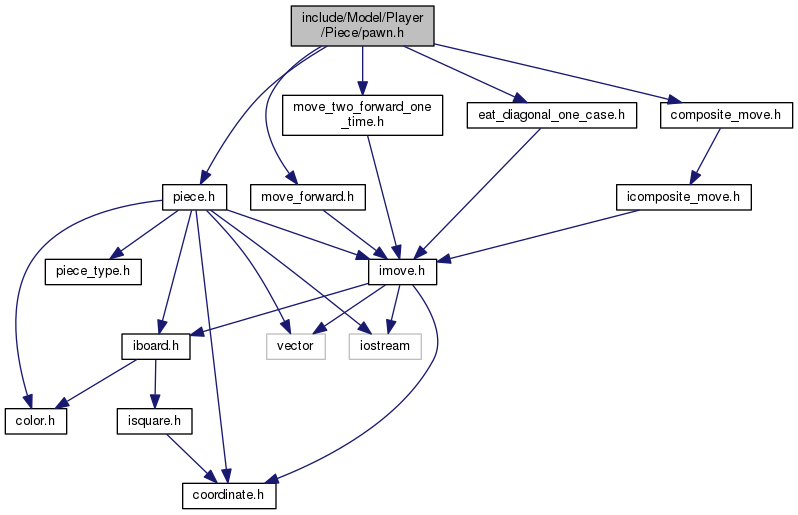 include/Model/Player
/Piece/pawn.h
move_two_forward_one
_time.h
eat_diagonal_one_case.h
composite_move.h
piece.h
move_forward.h
icomposite_move.h
piece_type.h
imove.h
iboard.h
vector
iostream
color.h
isquare.h
coordinate.h